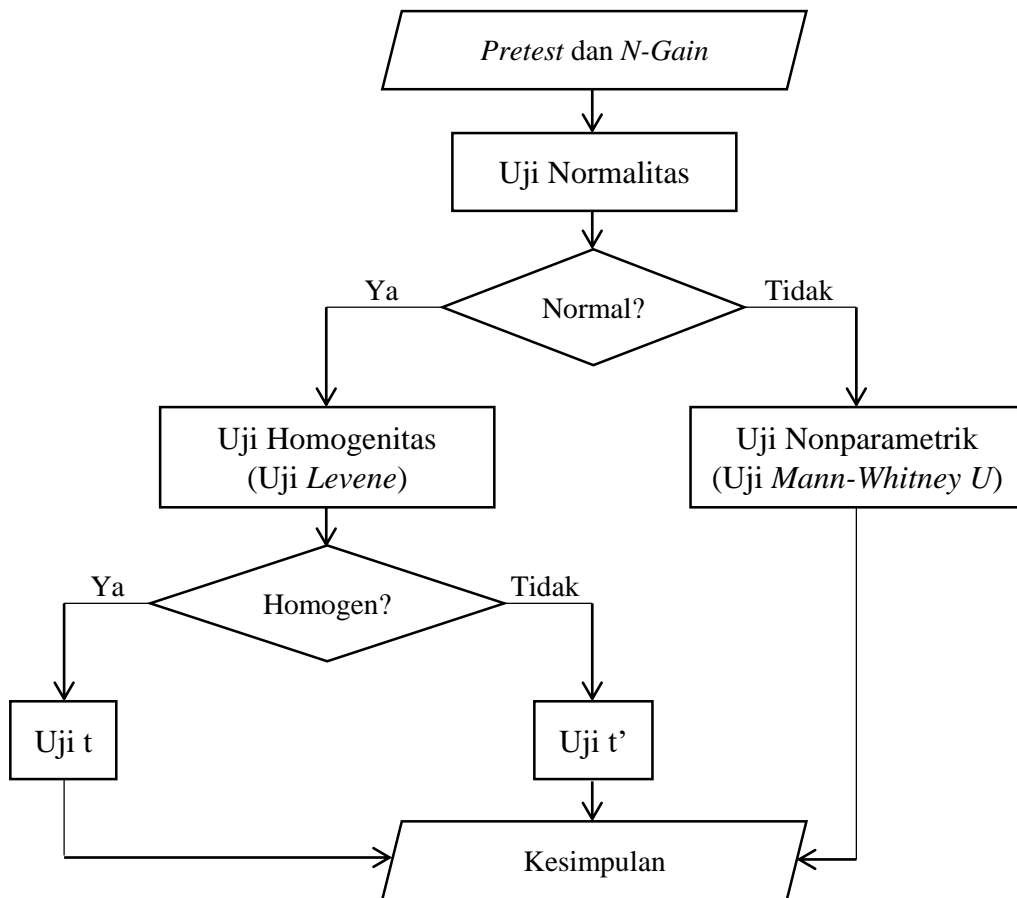 Pretest dan N-Gain
Uji Normalitas
Ya
Normal?
Tidak
Uji Homogenitas
(Uji Levene)
Uji Nonparametrik
(Uji Mann-Whitney U)
Ya
Homogen?
Tidak
Uji t
Uji t’
Kesimpulan